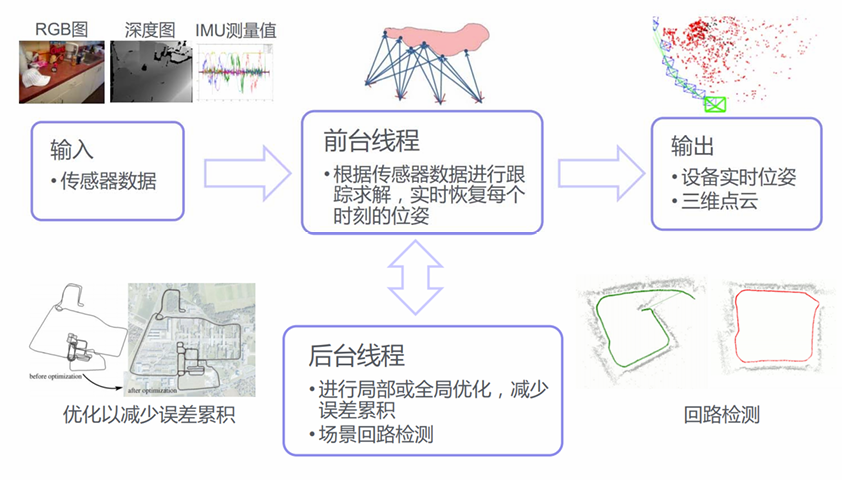 RGB图
深度图
IMU测量值
输入
•传感器数据
前台线程
•根据传感器数据进行跟
踪求解，实时恢复每个
时刻的位姿
输出
•设备实时位姿
•三维点云
before optimization
after optimization
优化以减少误差累积
后台线程
•进行局部或全局优化，减少
误差累积
•场景回路检测
回路检测